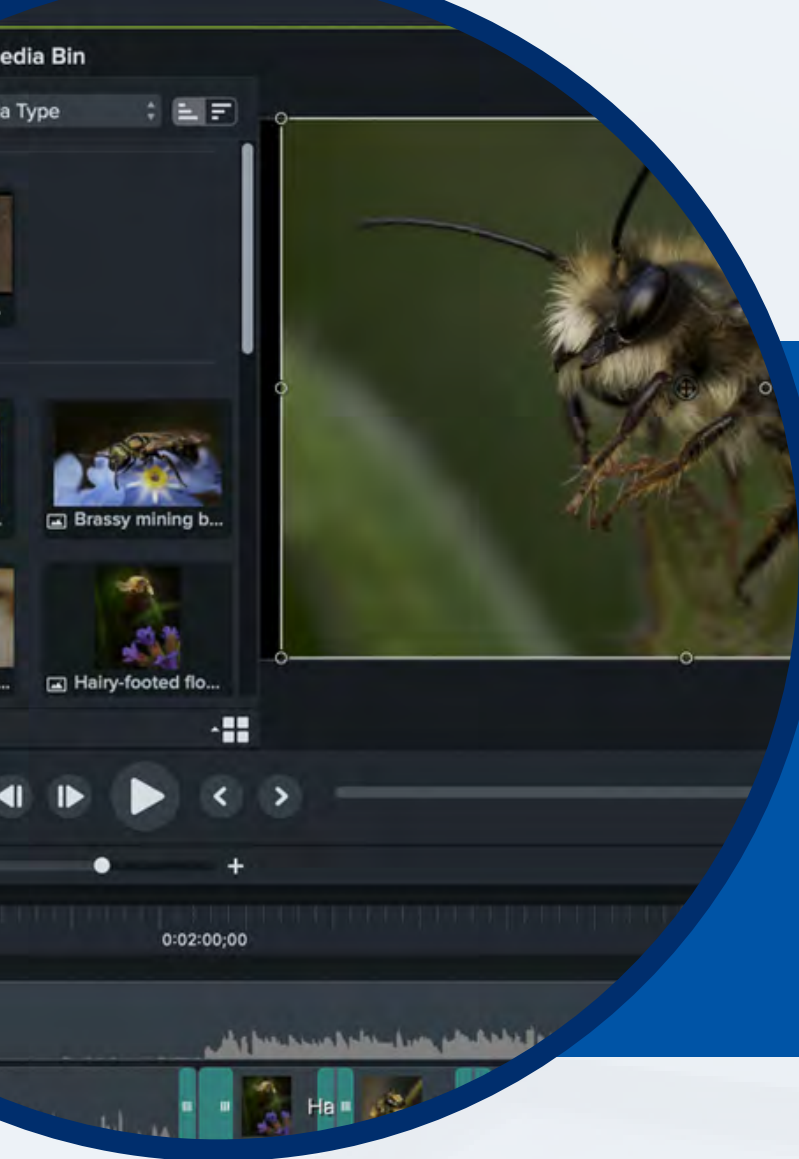 edia Bin
a Type
Brassy mining b...
Hairy-footed flo...
0:02:00;00
Ha